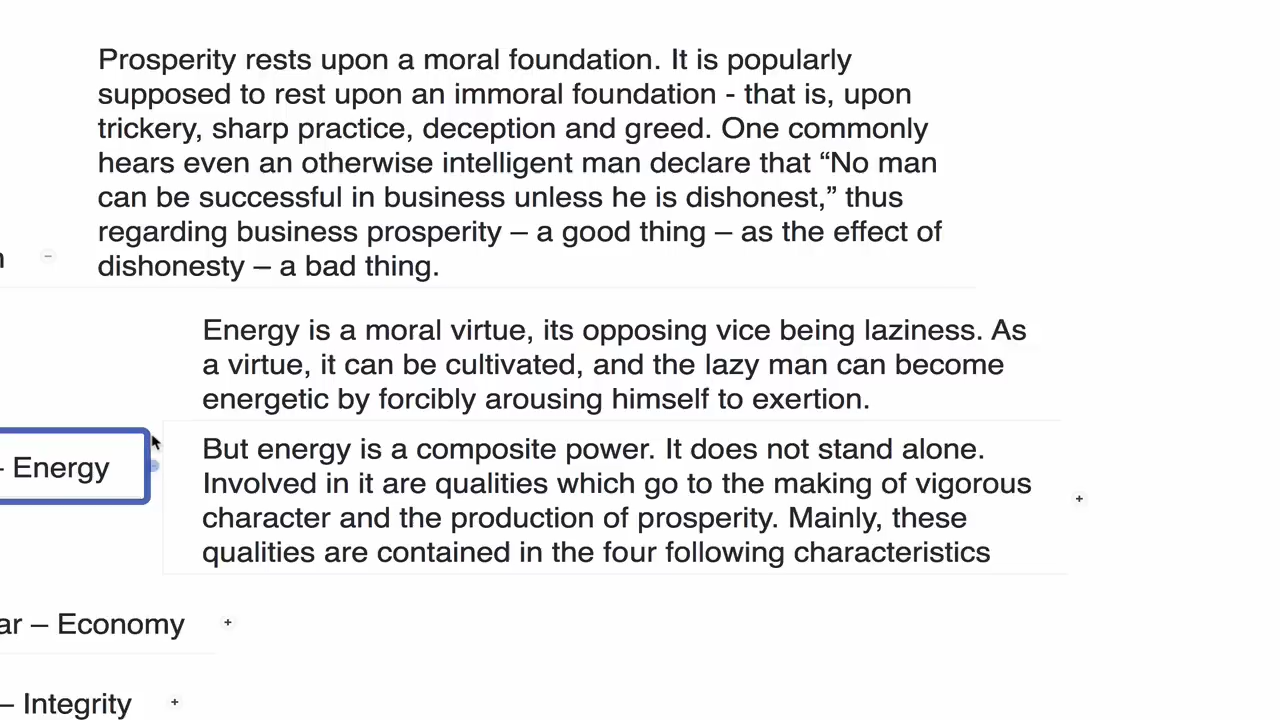 Prosperity rests upon a moral foundation. It is popularly
supposed to rest upon an immoral foundation - that is, upon
trickery, sharp practice, deception and greed. One commonly
hears even an otherwise intelligent man declare that “No man
can be successful in business unless he is dishonest,” thus
regarding business prosperity – a good thing – as the effect of
dishonesty – a bad thing.
Energy is a moral virtue, its opposing vice being laziness. As
a virtue, it can be cultivated, and the lazy man can become
energetic by forcibly arousing himself to exertion.
– Energy
But energy is a composite power. It does not stand alone.
Involved in it are qualities which go to the making of vigorous
character and the production of prosperity. Mainly, these
qualities are contained in the four following characteristics
– Economy
– Integrity